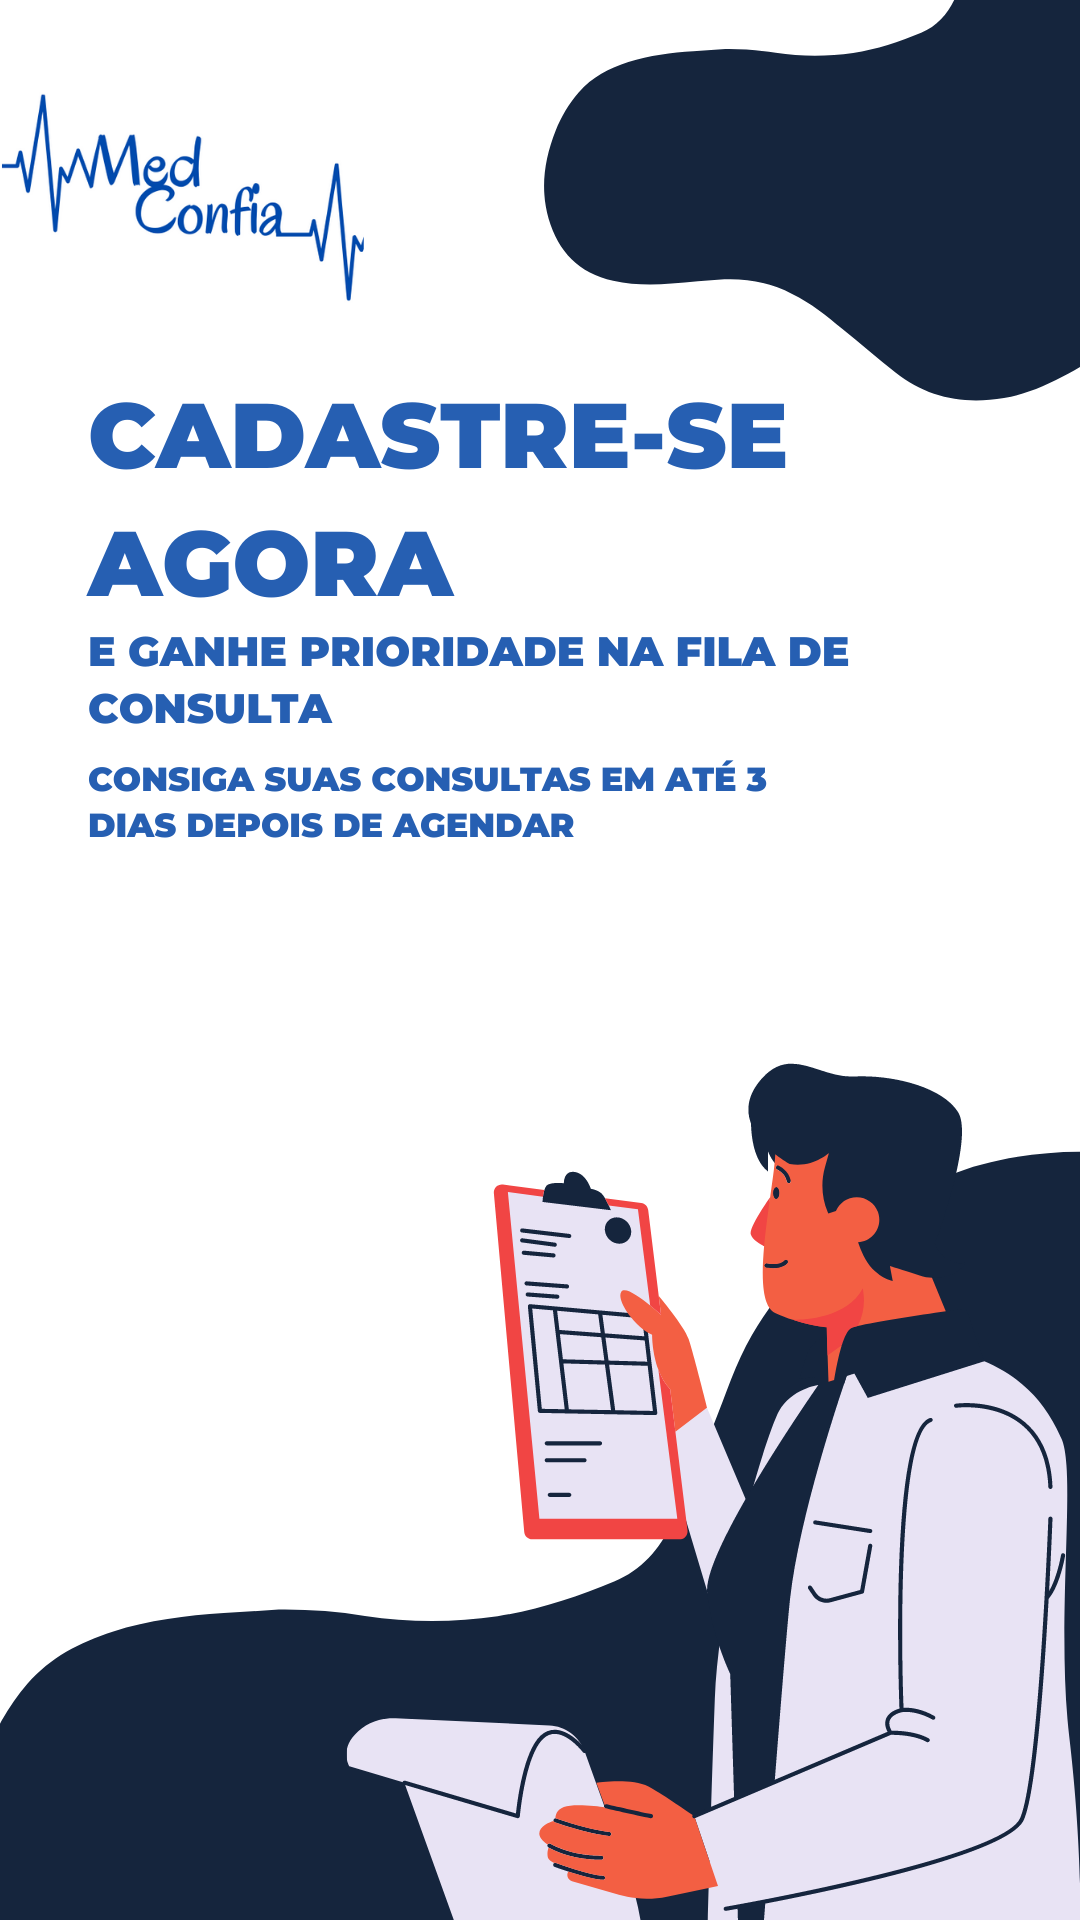 Med
Confia
CADASTRE-SE
AGORA
E GANHE PRIORIDADE NA FILA DE
CONSULTA
CONSIGA SUAS CONSULTAS EM ATÉ 3
DIAS DEPOIS DE AGENDAR